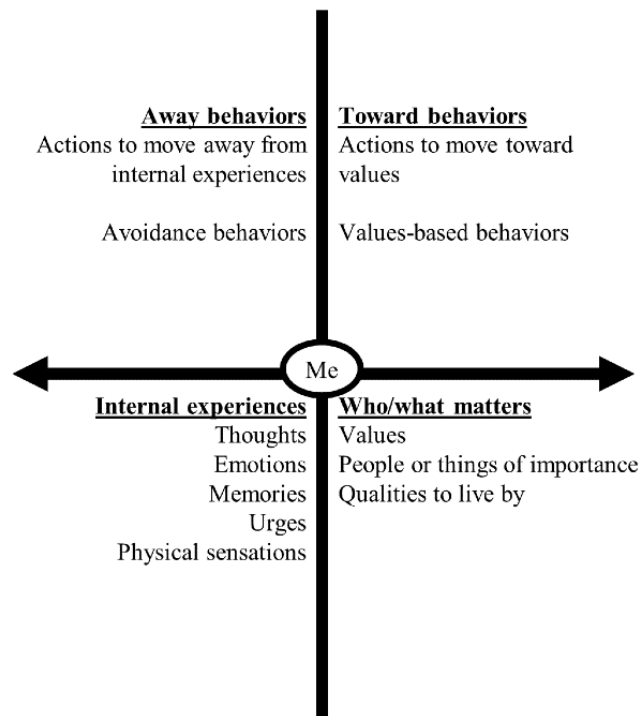 Away behaviors
Actions to move away from
internal experiences
Avoidance behaviors
Toward behaviors
Actions to move toward
values
Values-based behaviors
Me
Internal experiences
Thoughts
Emotions
Memories
Urges
Physical sensations
Who/what matters
Values
People or things of importance
Qualities to live by